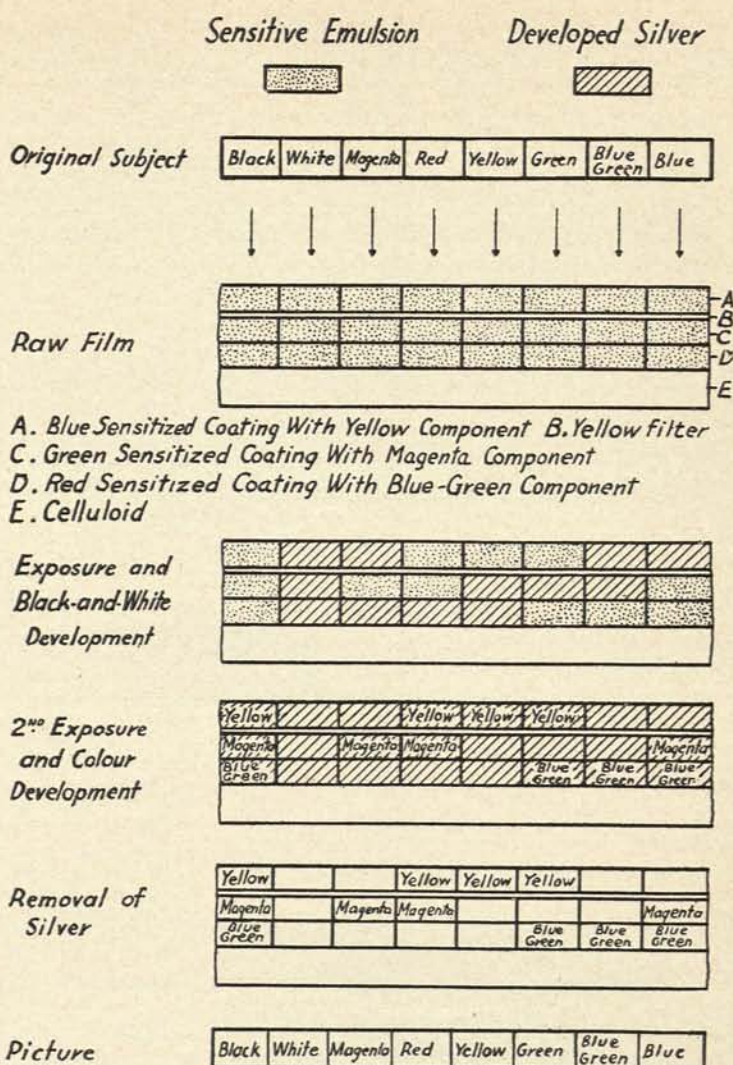 Sensitive Emulsion Developed Silver
Original Subject
Black White Magenta Red Yellow Green Blue Green Blue
Raw Film
A
B
C
D
E
A. Blue Sensitized Coating With Yellow Component B. Yellow filter
C. Green Sensitized Coating With Magenta Component
D. Red Sensitized Coating With Blue-Green Component
E. Celluloid
Exposure and
Black-and-White
Development
2ND Exposure
and Colour
Development
Yellow Yellow Yellow Yellow
Magenta Magenta Magenta Magenta
Blue Green Blue Green Blue Green Blue Green
Removal of
Silver
Yellow Yellow Yellow Yellow
Magenta Magenta Magenta Magenta
Blue Green Blue Green Blue Green Blue Green
Picture
Black White Magenta Red Yellow Green Blue Green Blue